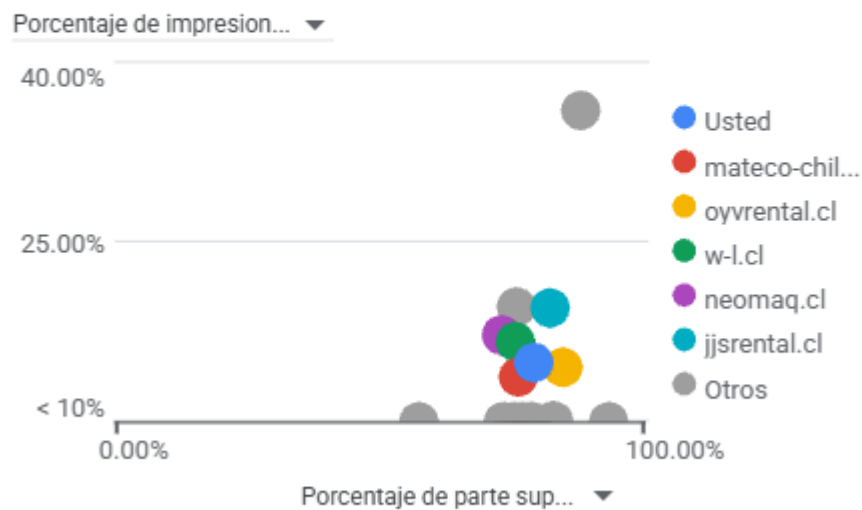 Porcentaje de impresion...
40.00%
25.00%
< 10%
0.00%
100.00%
Porcentaje de parte sup...
Usted
mateco-chil...
oyvrental.cl
w-l.cl
neomaq.cl
jjsrental.cl
Otros